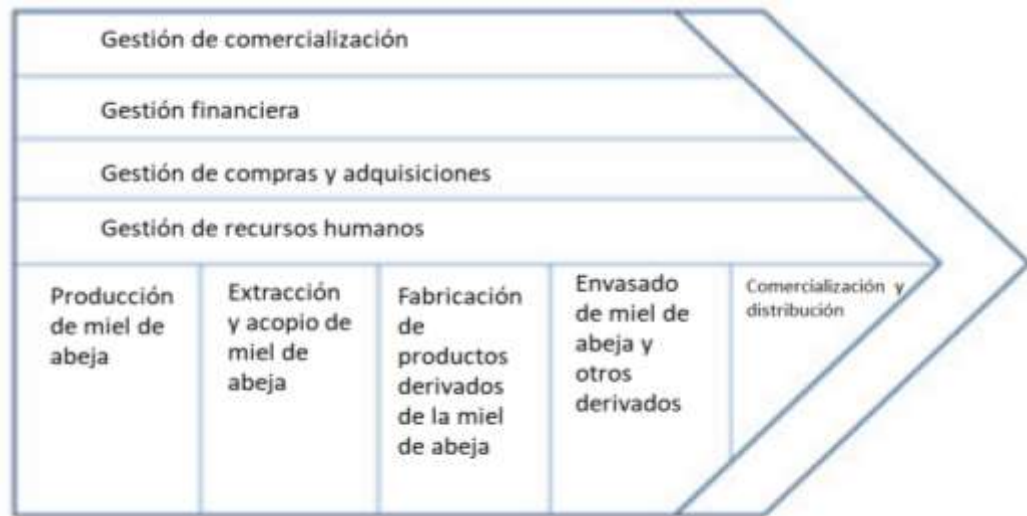 Gestión de comercialización
Gestión financiera
Gestión de compras y adquisiciones
Gestión de recursos humanos
Producción
de miel de
abeja
Extracción
y acopio de
miel de
abeja
Fabricación
de
productos
derivados
de la miel
de abeja
Envasado
de miel de
abeja y
otros
derivados
Comercialización y
distribución